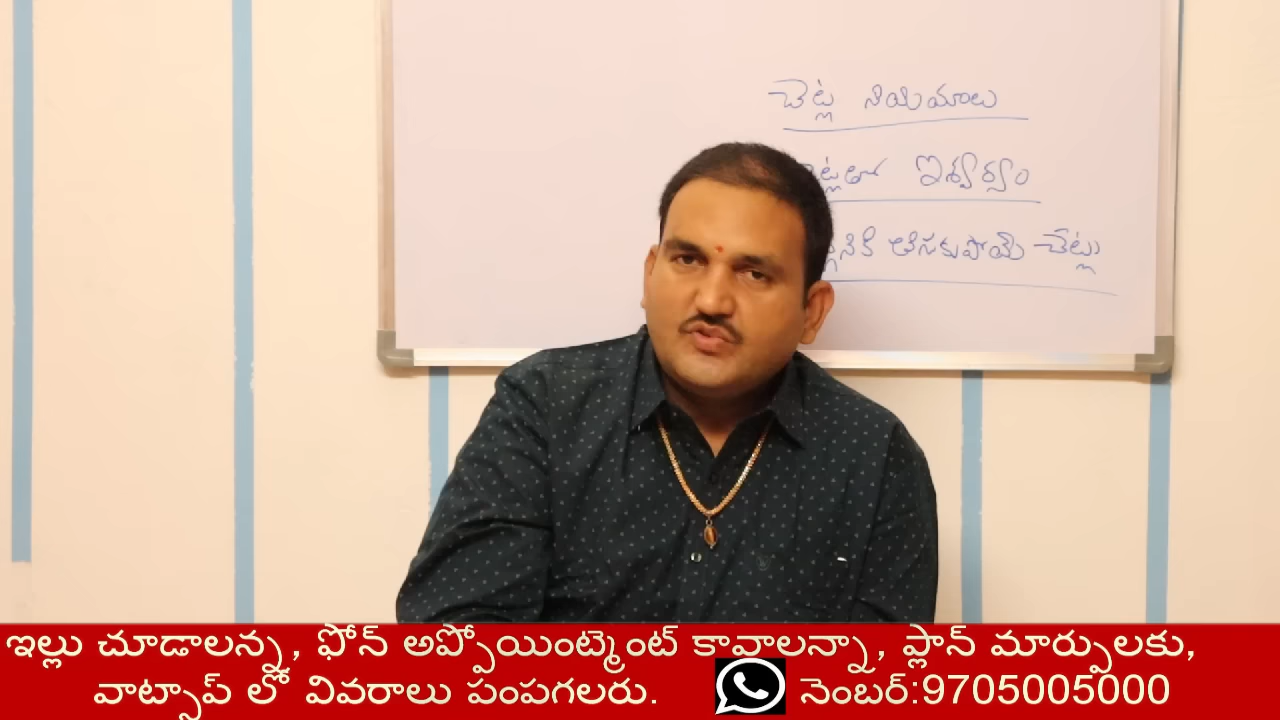 చెట్ల నియమాలు
ఐశ్వర్యం
తీసుకుపోయే చెట్లు
ఇల్లు చూడాలన్న, ఫోన్ అప్పోయింట్మెంట్ కావాలన్నా, ప్లాన్ మార్పులకు,
వాట్సాప్ లో వివరాలు పంపగలరు. నెంబర్:9705005000